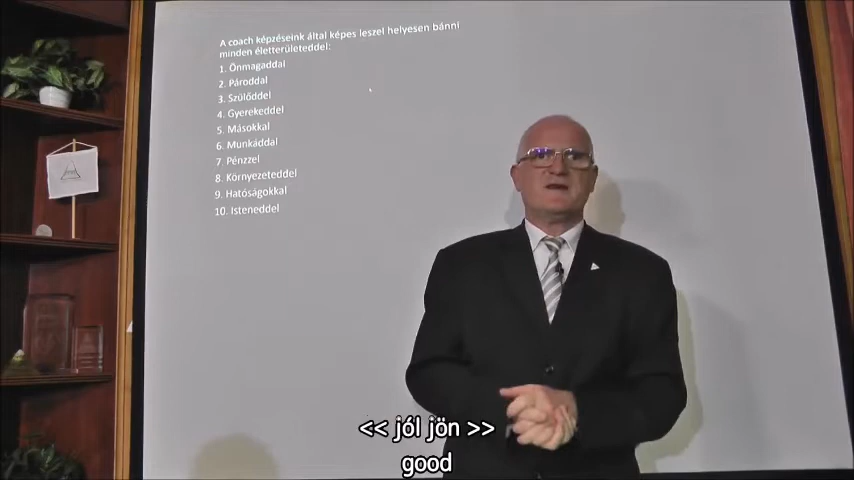 A coach képzéseink által képes leszel helyesen bánni
minden életterületeddel:
1. Önmagaddal
2. Pároddal
3. Szülőddel
4. Gyerekeddel
5. Másokkal
6. Munkáddal
7. Pénzzel
8. Környezeteddel
9. Hatóságokkal
10. Isteneddel
<< jól jön >>
good